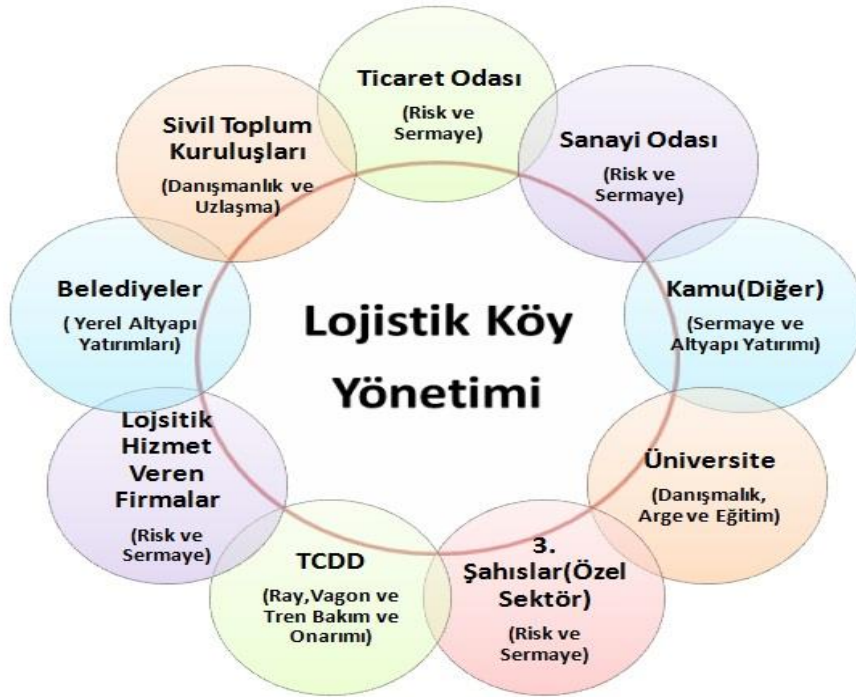 Ticaret Odası
(Risk ve
Sermaye)
Sanayi Odası
(Risk ve
Sermaye)
Kamu(Diğer)
(Sermaye ve
Altyapı Yatırımı)
Üniversite
(Danışmalık,
Arge ve Eğitim)
3.
Şahıslar(Özel
Sektör)
(Risk ve
Sermaye)
TCDD
(Ray,Vagon ve
Tren Bakım ve
Onarımı)
Lojsitik
Hizmet
Veren
Firmalar
(Risk ve
Sermaye)
Belediyeler
( Yerel Altyapı
Yatırımları)
Sivil Toplum
Kuruluşları
(Danışmanlık ve
Uzlaşma)
Lojistik Köy
Yönetimi